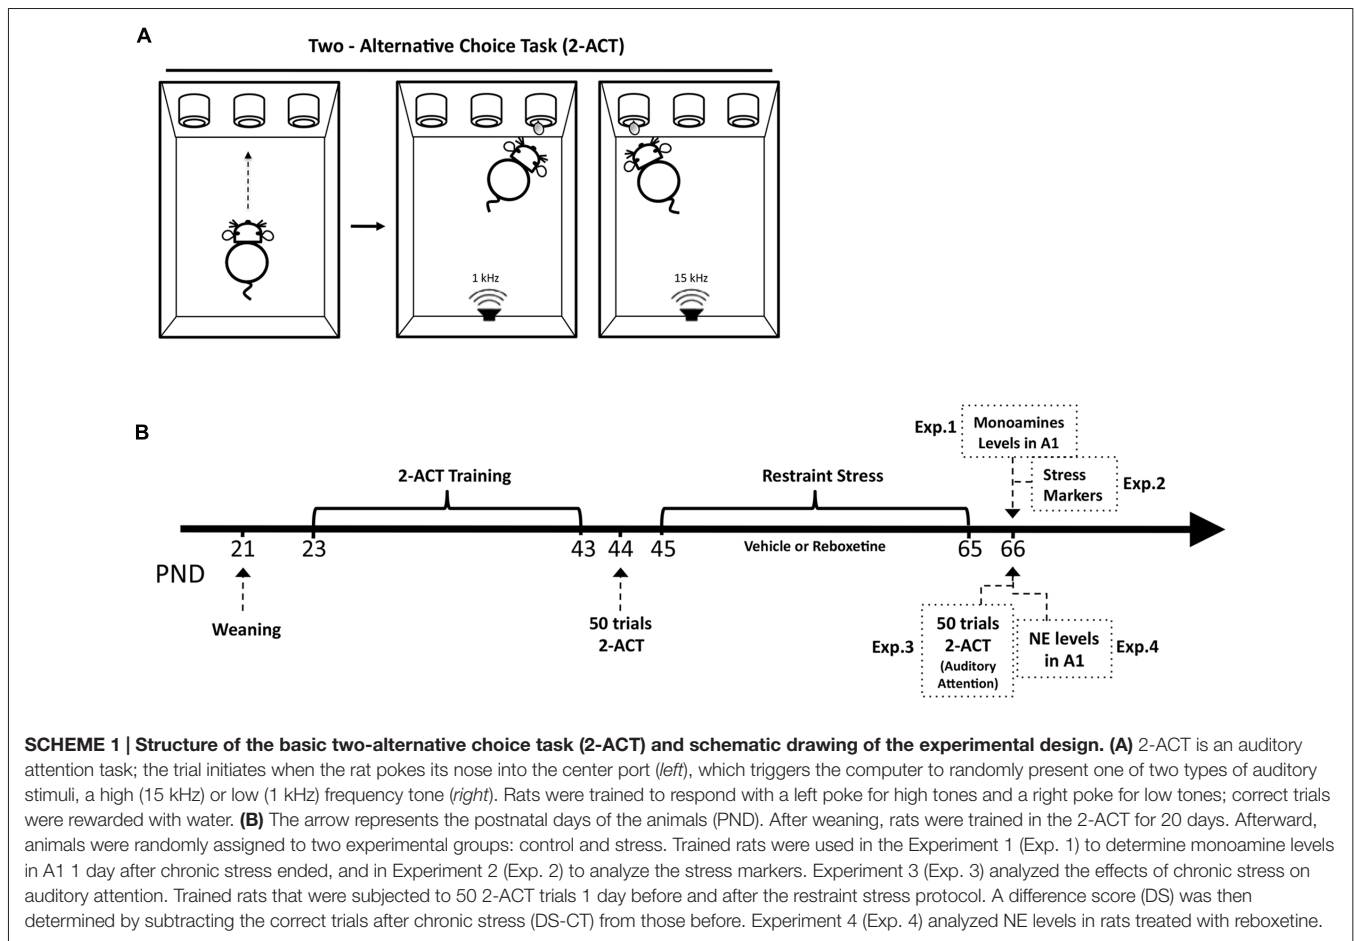 A
Two - Alternative Choice Task (2-ACT)
1 kHz
15 kHz
B
Exp.1
Monoamines
Levels in A1
2-ACT Training
Restraint Stress
Stress
Markers
Exp.2
21
23
43
44
45
Vehicle or Reboxetine
65
66
PND
Weaning
50 trials
2-ACT
Exp.3
50 trials
2-ACT
(Auditory
Attention)
NE levels
in A1
Exp.4
SCHEME 1 | Structure of the basic two-alternative choice task (2-ACT) and schematic drawing of the experimental design. (A) 2-ACT is an auditory
attention task; the trial initiates when the rat pokes its nose into the center port (left), which triggers the computer to randomly present one of two types of auditory
stimuli, a high (15 kHz) or low (1 kHz) frequency tone (right). Rats were trained to respond with a left poke for high tones and a right poke for low tones; correct trials
were rewarded with water. (B) The arrow represents the postnatal days of the animals (PND). After weaning, rats were trained in the 2-ACT for 20 days. Afterward,
animals were randomly assigned to two experimental groups: control and stress. Trained rats were used in the Experiment 1 (Exp. 1) to determine monoamine levels
in A1 1 day after chronic stress ended, and in Experiment 2 (Exp. 2) to analyze the stress markers. Experiment 3 (Exp. 3) analyzed the effects of chronic stress on
auditory attention. Trained rats that were subjected to 50 2-ACT trials 1 day before and after the restraint stress protocol. A difference score (DS) was then
determined by subtracting the correct trials after chronic stress (DS-CT) from those before. Experiment 4 (Exp. 4) analyzed NE levels in rats treated with reboxetine.